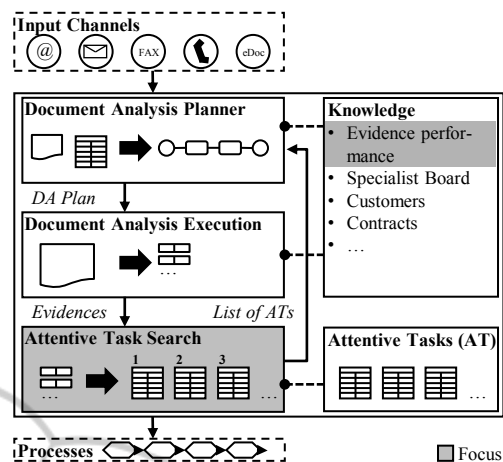 Input Channels
@ FAX eDoc
Document Analysis Planner
DA Plan
Document Analysis Execution
…
Evidences
List of ATs
Attentive Task Search
1 2 3
… …
Processes
Knowledge
• Evidence perfor-
mance
• Specialist Board
• Customers
• Contracts
• …
Attentive Tasks (AT)
…
Focus